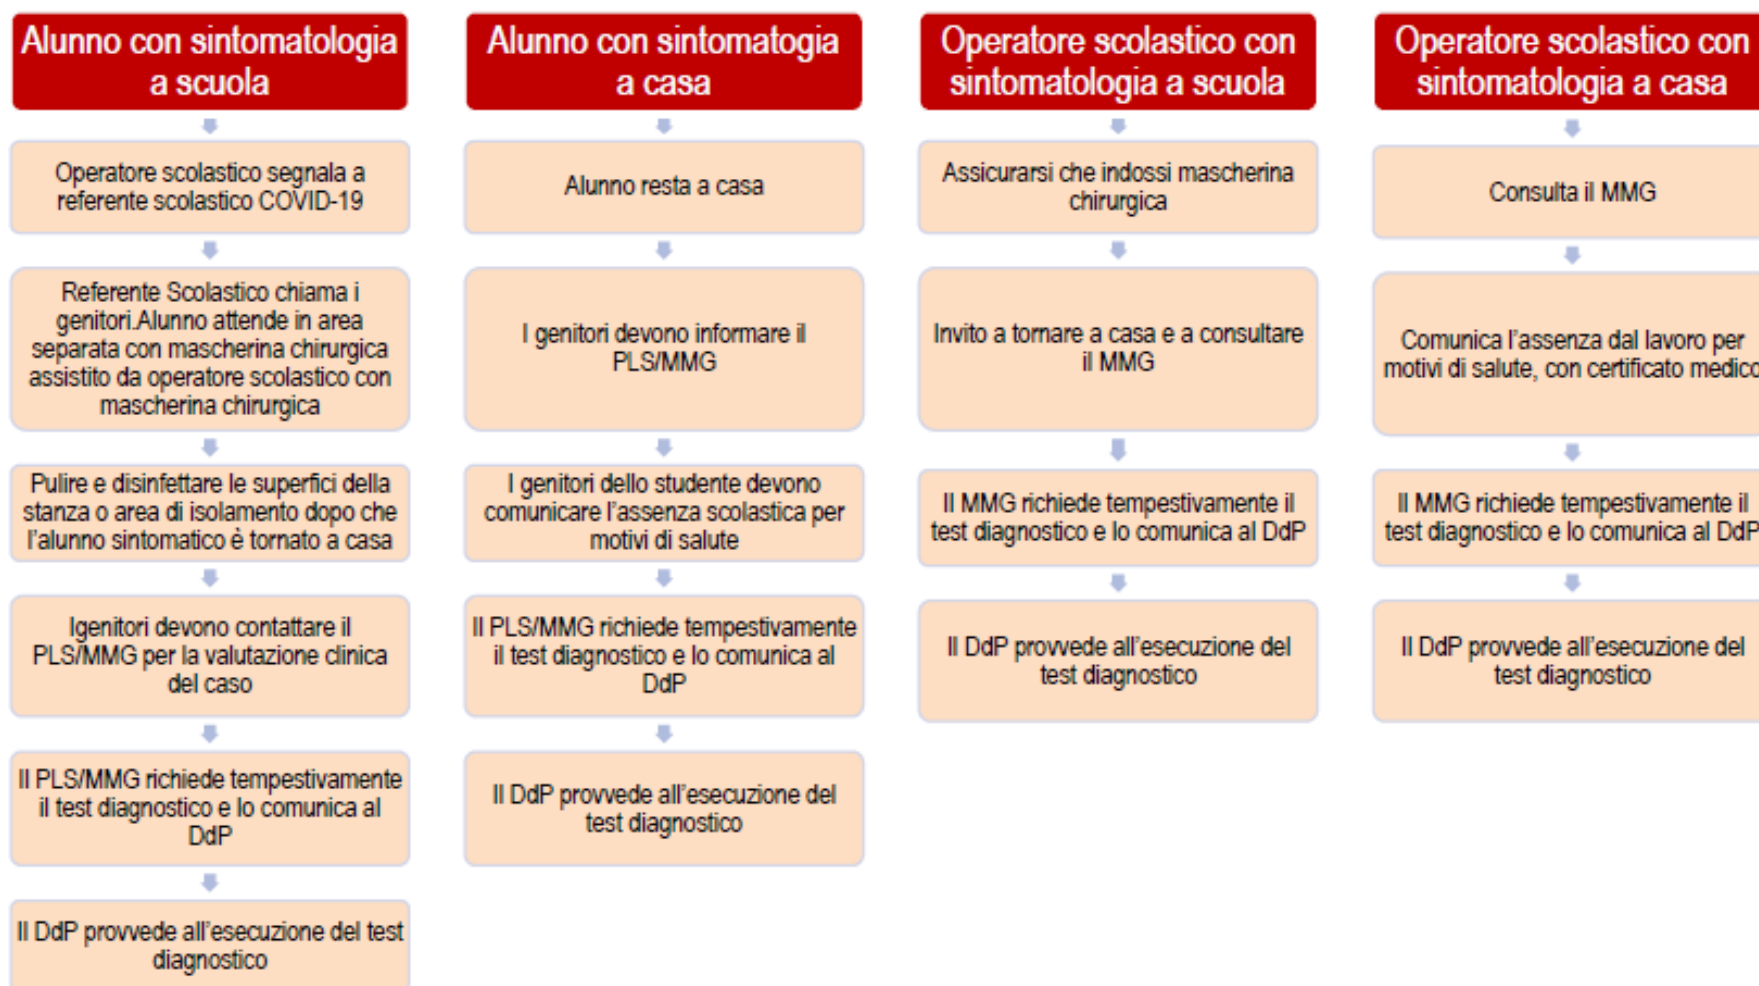 Alunno con sintomatologia
a scuola
Operatore scolastico segnala a
referente scolastico COVID-19
Referente Scolastico chiama i
genitori.Alunno attende in area
separata con mascherina chirurgica
assistito da operatore scolastico con
mascherina chirurgica
Pulire e disinfettare le superfici della
stanza o area di isolamento dopo che
l'alunno sintomatico è tornato a casa
Igenitori devono contattare il
PLS/MMG per la valutazione clinica
del caso
Il PLS/MMG richiede tempestivamente
il test diagnostico e lo comunica al
DdP
Il DdP provvede all'esecuzione del test
diagnostico
Alunno con sintomatogia
a casa
Alunno resta a casa
I genitori devono informare il
PLS/MMG
I genitori dello studente devono
comunicare l'assenza scolastica per
motivi di salute
Il PLS/MMG richiede tempestivamente
il test diagnostico e lo comunica al
DdP
Il DdP provvede all'esecuzione del
test diagnostico
Operatore scolastico con
sintomatologia a scuola
Assicurarsi che indossi mascherina
chirurgica
Invito a tornare a casa e a consultare
il MMG
Il MMG richiede tempestivamente il
test diagnostico e lo comunica al DdP
Il DdP provvede all'esecuzione del
test diagnostico
Operatore scolastico con
sintomatologia a casa
Consulta il MMG
Comunica l'assenza dal lavoro per
motivi di salute, con certificato medico
Il MMG richiede tempestivamente il
test diagnostico e lo comunica al DdP
Il DdP provvede all'esecuzione del
test diagnostico